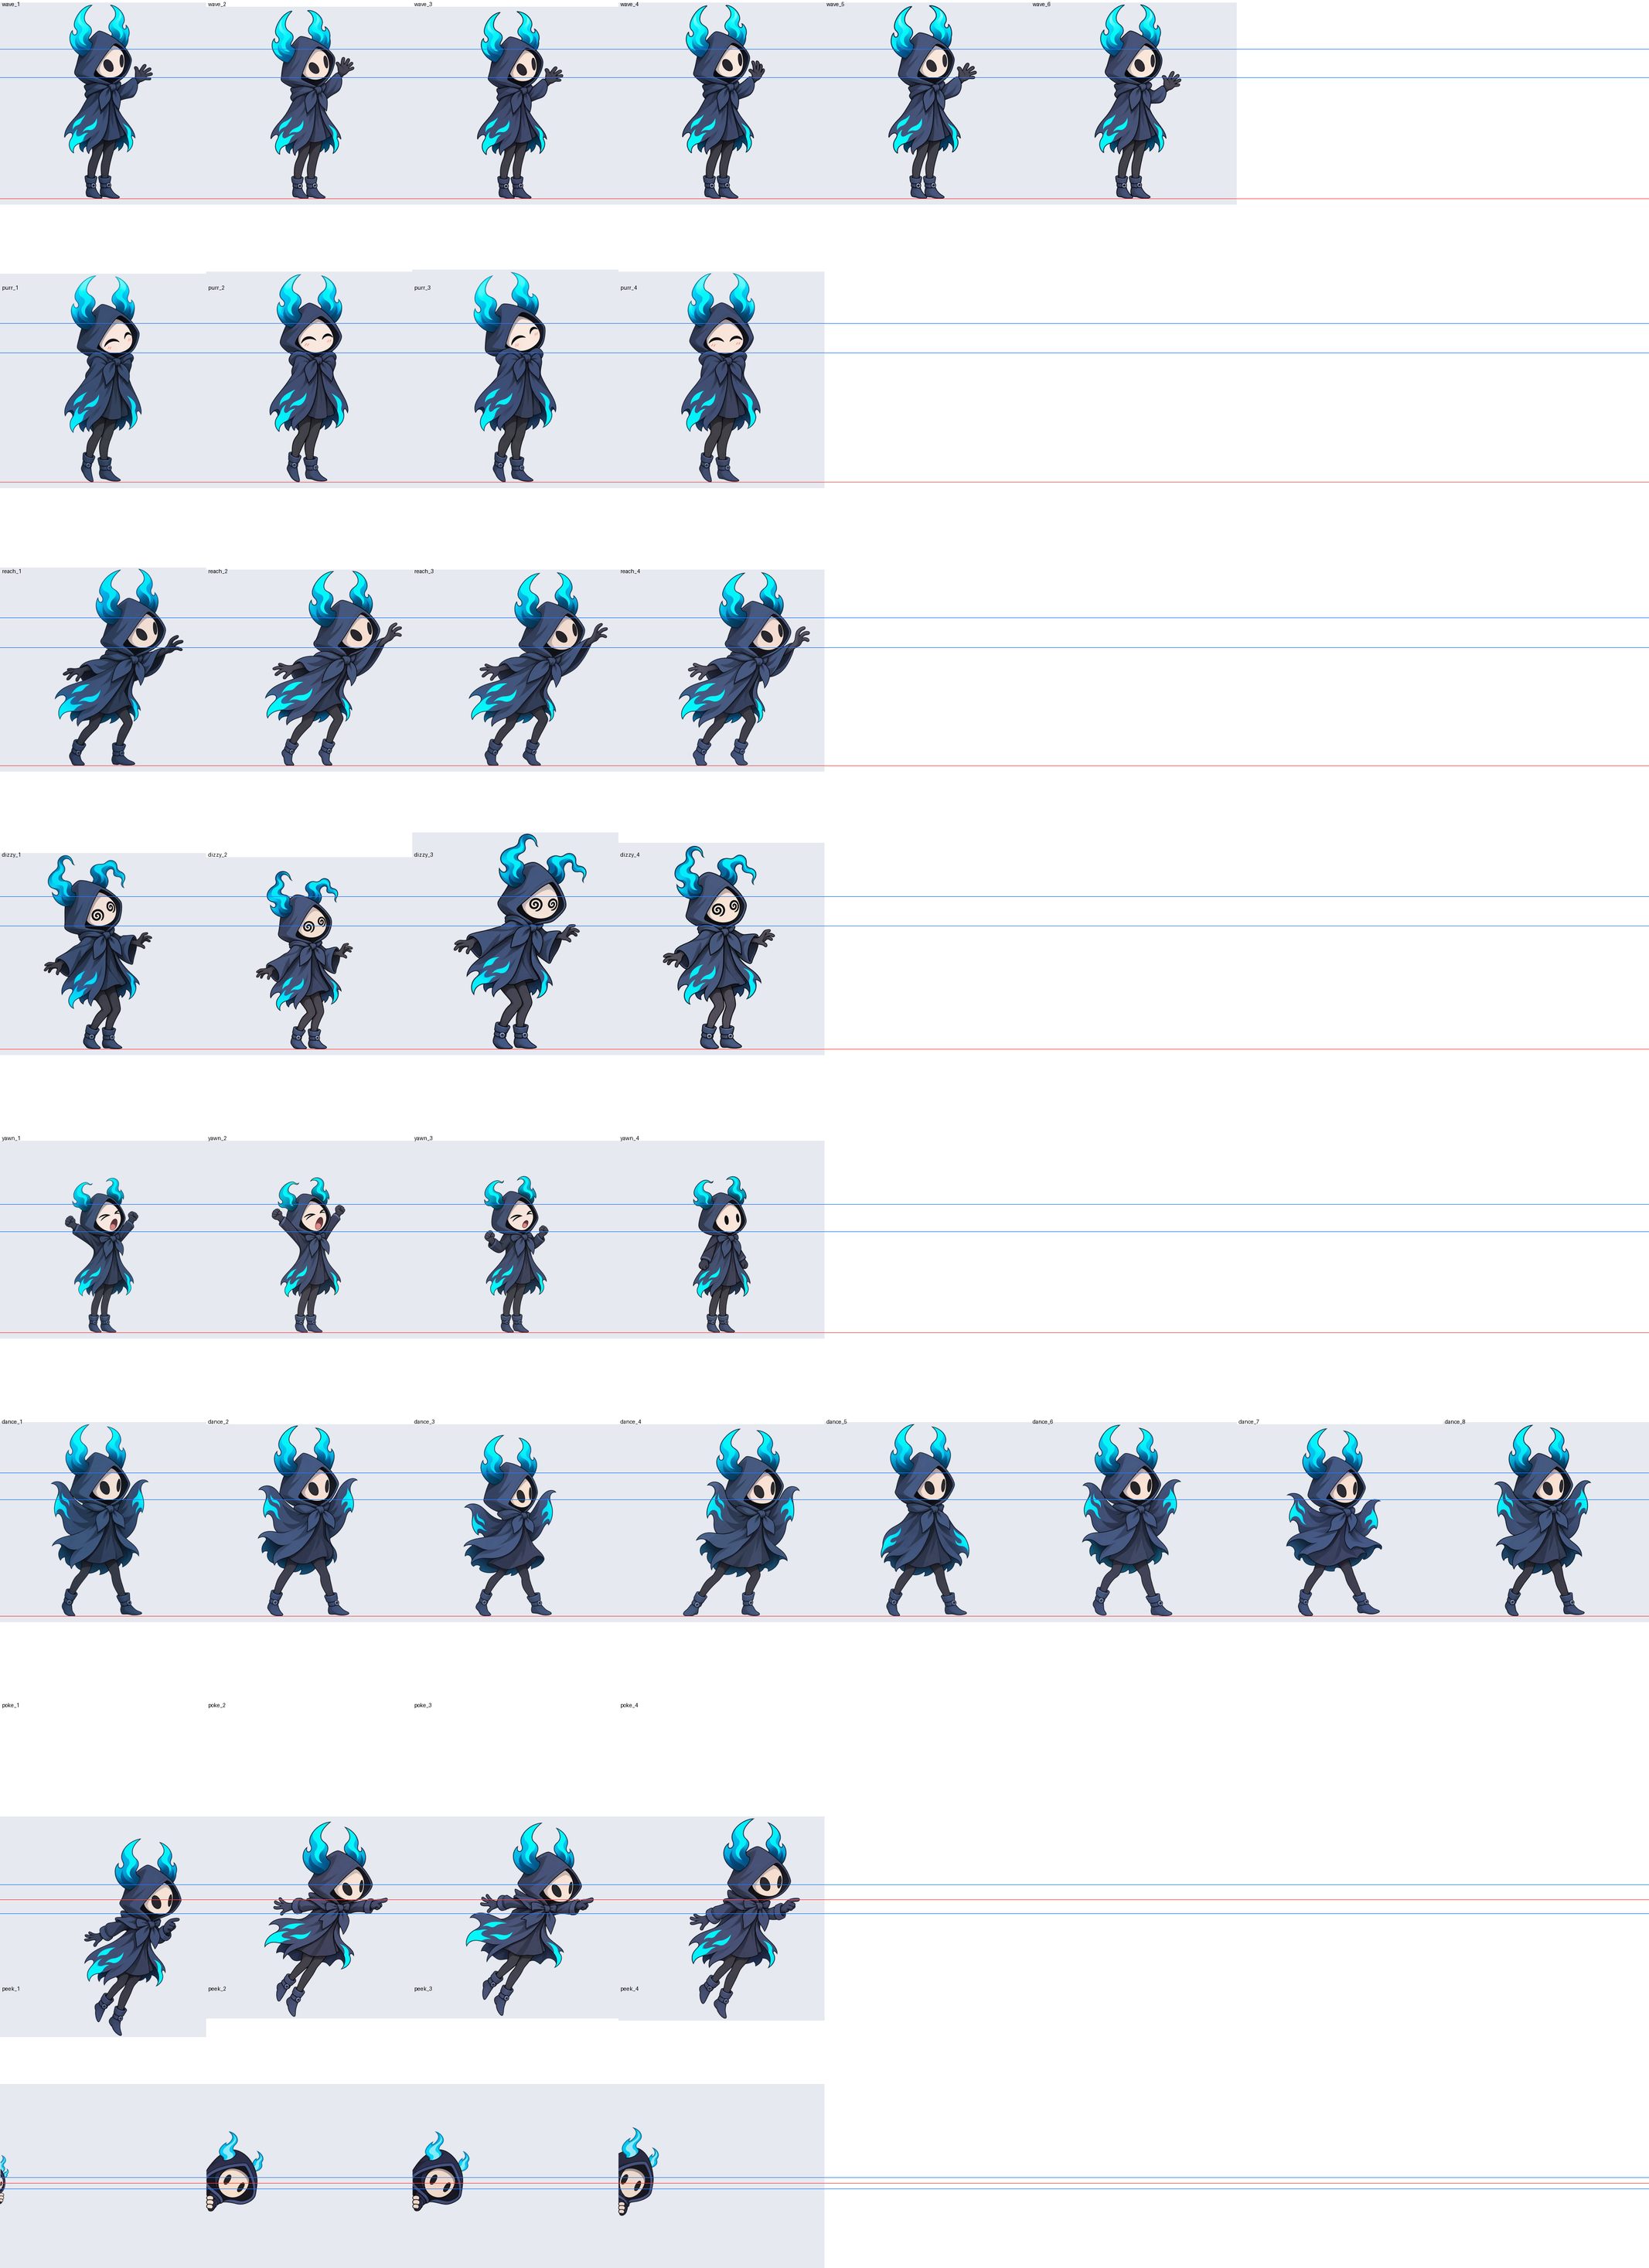 wave_1 wave_2 wave_3 wave_4 wave_5 wave_6
purr_1 purr_2 purr_3 purr_4
reach_1 reach_2 reach_3 reach_4
dizzy_1 dizzy_2 dizzy_3 dizzy_4
yawn_1 yawn_2 yawn_3 yawn_4
dance_1 dance_2 dance_3 dance_4 dance_5 dance_6 dance_7 dance_8
poke_1 poke_2 poke_3 poke_4
peek_1 peek_2 peek_3 peek_4